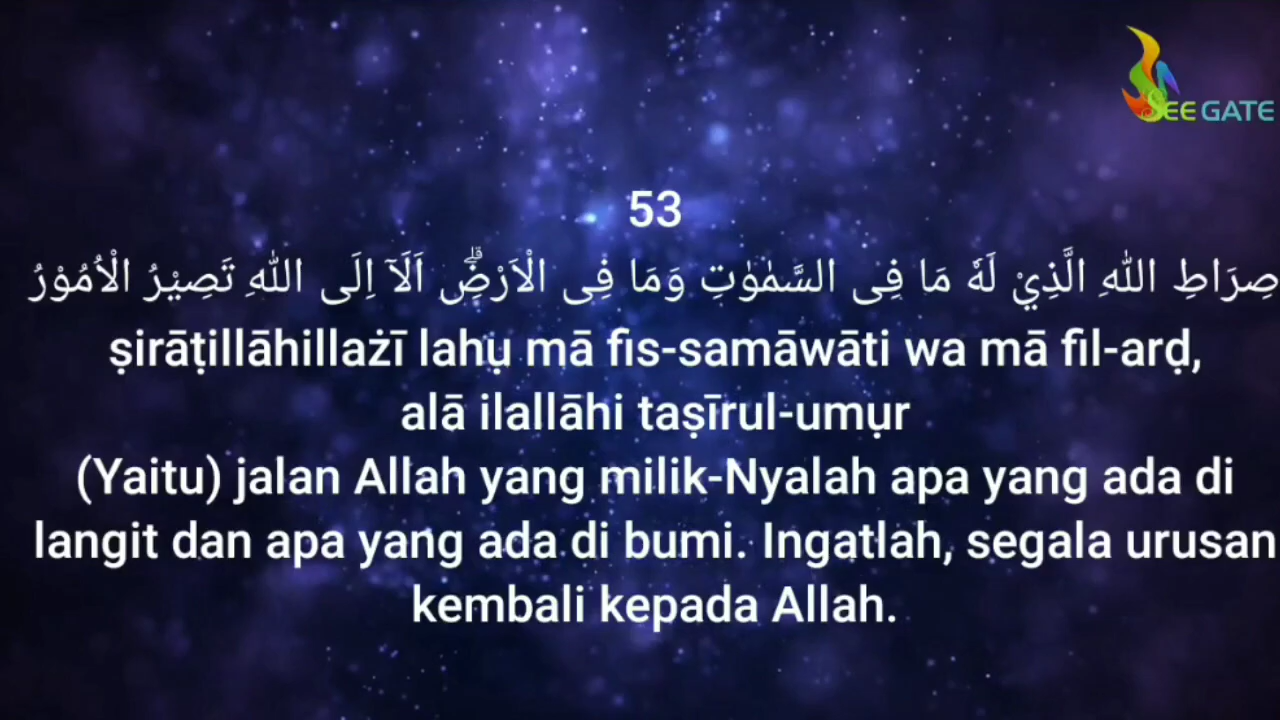 SEE GATE
53
صِرَاطِ اللّٰهِ الَّذِيْ لَهٗ مَا فِى السَّمٰوٰتِ وَمَا فِى الْاَرْضِۗ اَلَآ اِلَى اللّٰهِ تَصِيْرُ الْاُمُوْرُ
ṣirāṭillāhillażī lahụ mā fis-samāwāti wa mā fil-arḍ,
alā ilallāhi taṣīrul-umụr
(Yaitu) jalan Allah yang milik-Nyalah apa yang ada di
langit dan apa yang ada di bumi. Ingatlah, segala urusan
kembali kepada Allah.